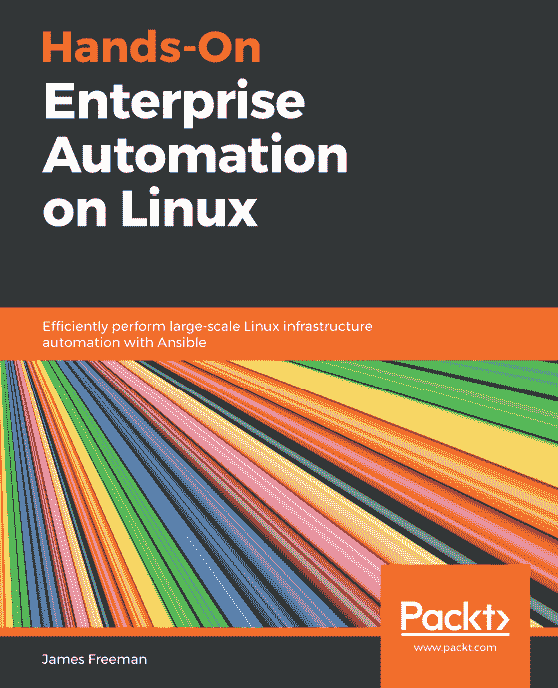 Hands-On
Enterprise
Automation
on Linux
Efficiently perform large-scale Linux infrastructure
automation with Ansible
Packt>
www.packt.com
James Freeman